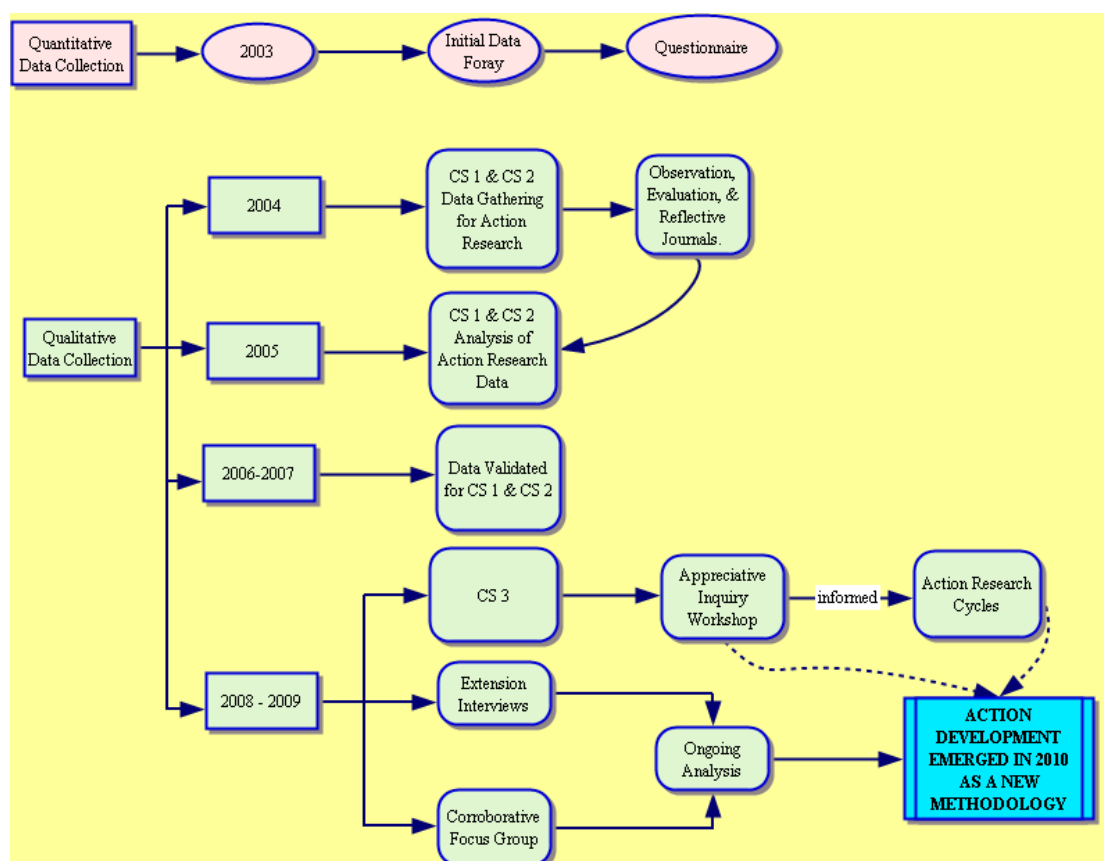 Quantitative
Data Collection
2003
Initial Data
Foray
Questionnaire
CS 1 & CS 2
Data Gathering
for Action
Research
Observation,
Evaluation, &
Reflective
Journals.
2004
Qualitative
Data Collection
2005
CS 1 & CS 2
Analysis of
Action Research
Data
2006-2007
Data Validated
for CS 1 & CS 2
CS 3
Appreciative
Inquiry
Workshop
informed
Action Research
Cycles
2008 - 2009
Extension
Interviews
Ongoing
Analysis
Corroborative
Focus Group
ACTION
DEVELOPMENT
EMERGED IN 2010
AS A NEW
METHODOLOGY